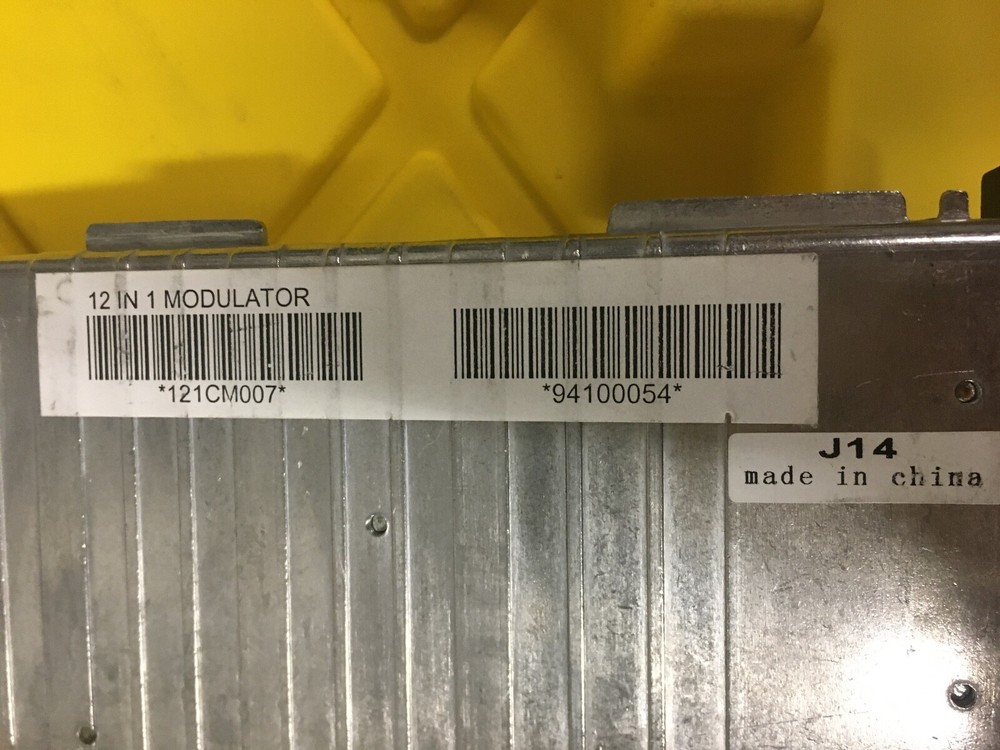 12 IN 1 MODULATOR
*121CM007*
*94100054*
J14
made in china